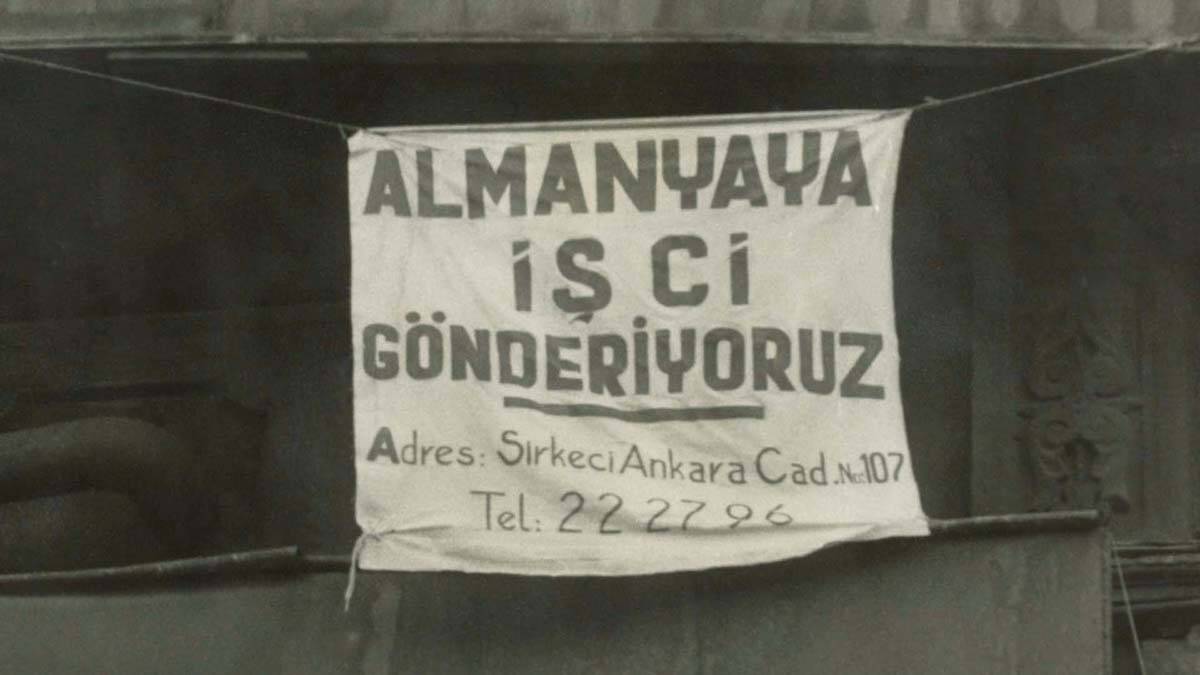 ALMANYAYA
İŞ Cİ
GÖNDERİYORUZ
Adres: Sirkeci Ankara Cad. No:107
Tel: 22 27 96